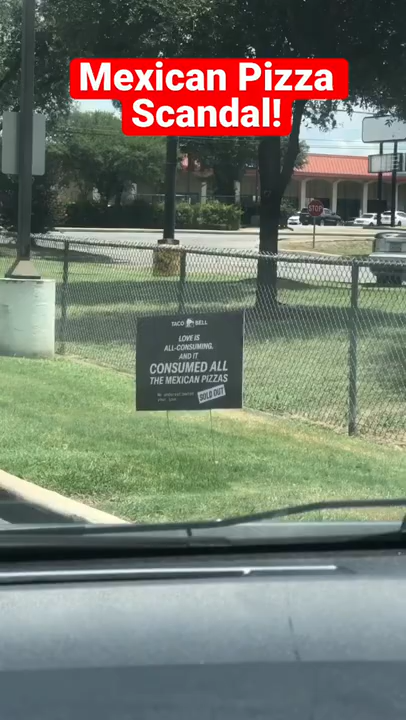 Mexican Pizza
Scandal!
STOP
TACO BELL
LOVE IS
ALL-CONSUMING,
AND IT
CONSUMED ALL
THE MEXICAN PIZZAS
SOLD OUT